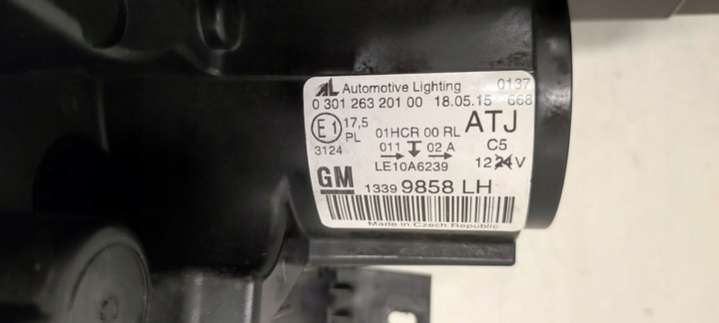 AL Automotive Lighting 0137
0 301 263 201 00 18.05.15 668
E1 17,5 01HCR 00 RL ATJ
PL
3124 011 02 A C5
LE10A6239 12 24 V
GM 1339 9858 LH
Made in Czech Republic